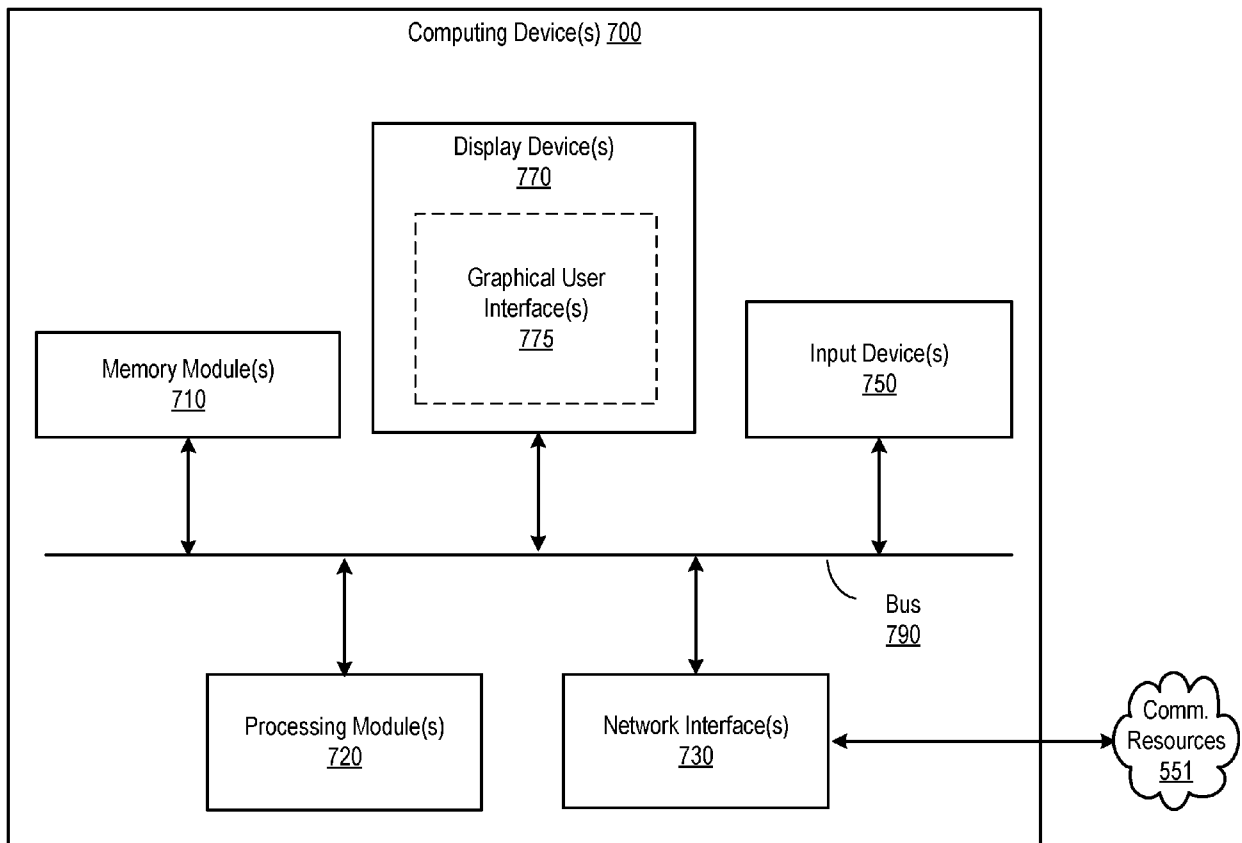 Computing Device(s) 700
Display Device(s)
770
Graphical User
Interface(s)
775
Memory Module(s)
710
Input Device(s)
750
Bus
790
Processing Module(s)
720
Network Interface(s)
730
Comm.
Resources
551